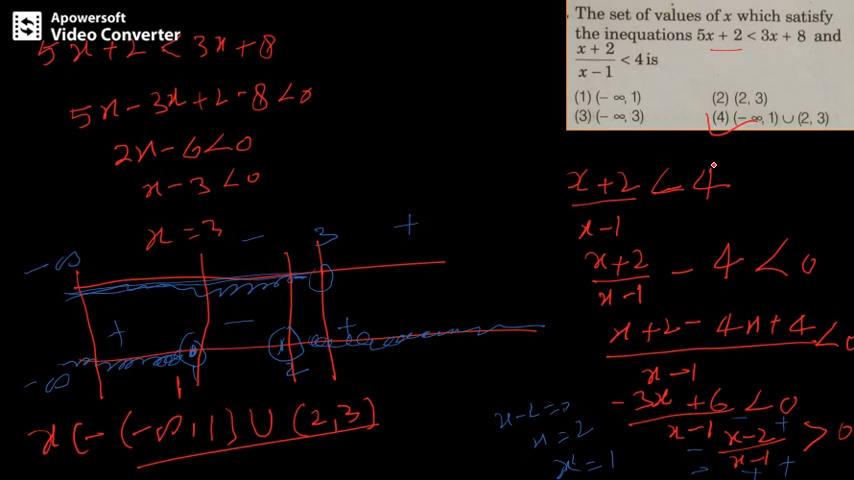 Apowersoft
Video Converter
5x+2 < 3x+8
5x-3x+2-8<0
2x-6<0
x-3<0
x=3
The set of values of x which satisfy
the inequations 5x + 2 < 3x + 8 and
x + 2
x − 1
< 4 is
(1) (− ∞, 1)
(2) (2, 3)
(3) (− ∞, 3)
(4) (− ∞, 1) ∪ (2, 3)
x+2 < 4
x-1
x+2
x-1
- 4 < 0
x+2-4x+4 < 0
x-1
-3x+6 < 0
x-1
x-2
x-1
> 0
x-2=0
x=2
x=1
-∞ - 3 +
+ - +
-∞ 1 2
x (- (-∞, 1) ∪ (2,3)